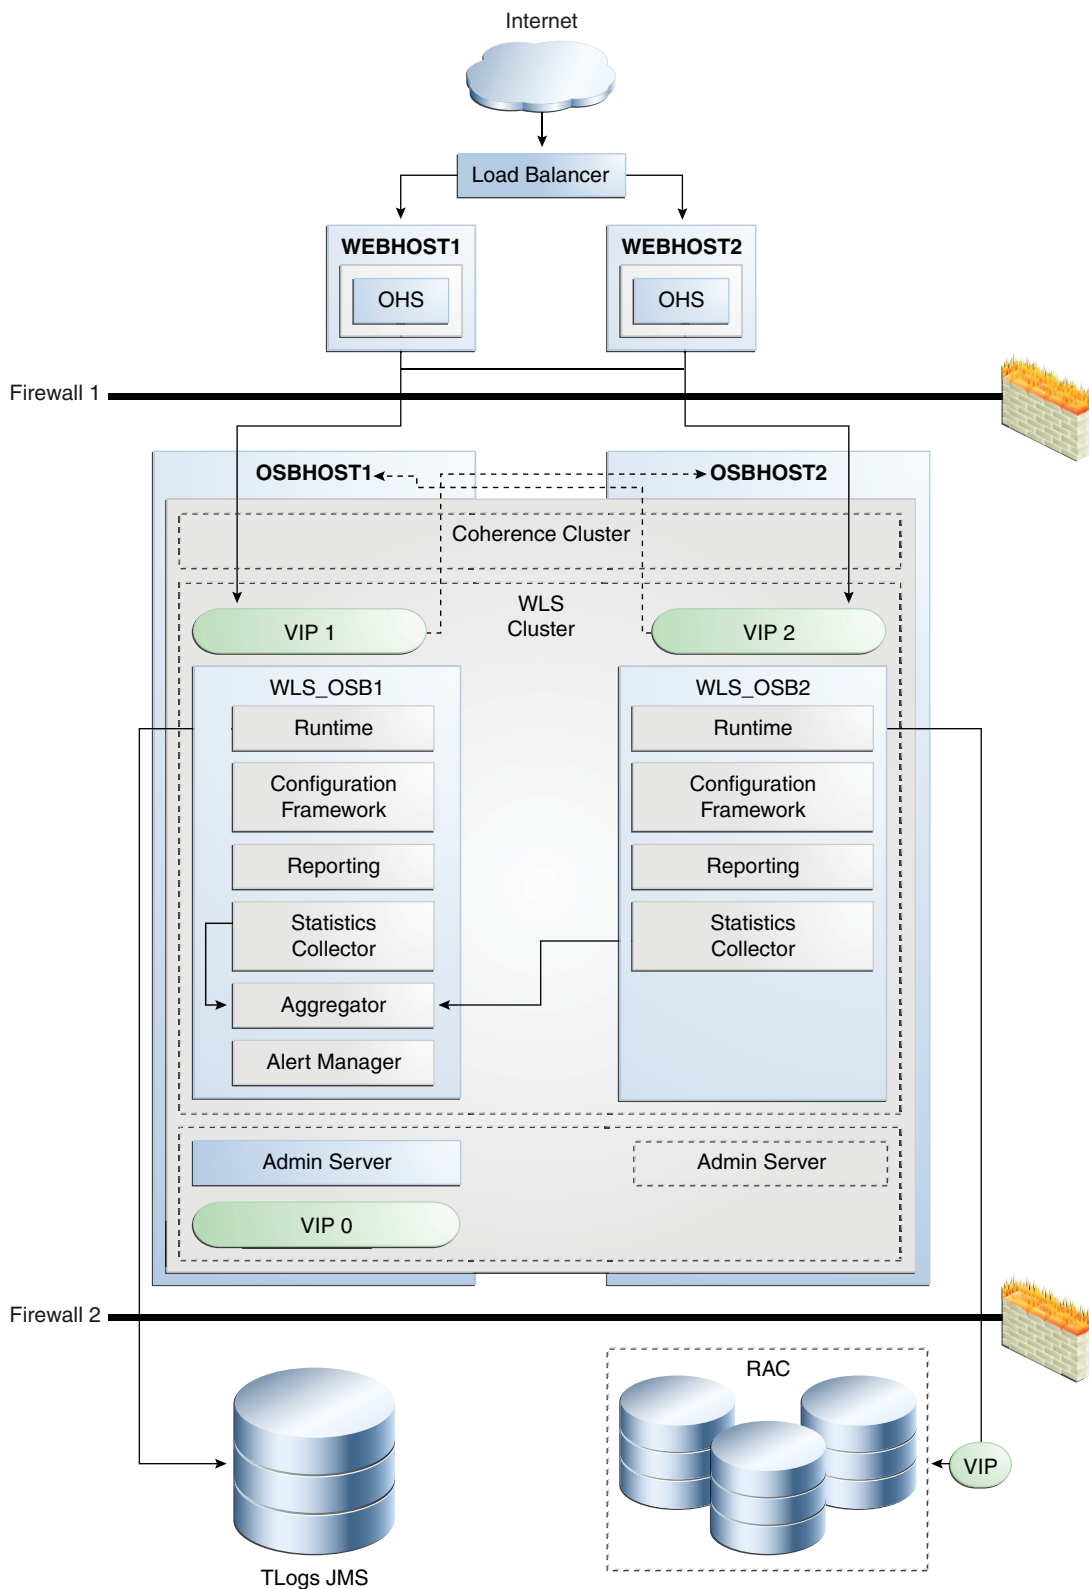 Internet
Load Balancer
WEBHOST1
WEBHOST2
OHS
OHS
Firewall 1
OSBHOST1
OSBHOST2
Coherence Cluster
WLS
Cluster
VIP 1
VIP 2
WLS_OSB1
Runtime
Configuration
Framework
Reporting
Statistics
Collector
Aggregator
Alert Manager
WLS_OSB2
Runtime
Configuration
Framework
Reporting
Statistics
Collector
Admin Server
Admin Server
VIP 0
Firewall 2
RAC
VIP
TLogs JMS